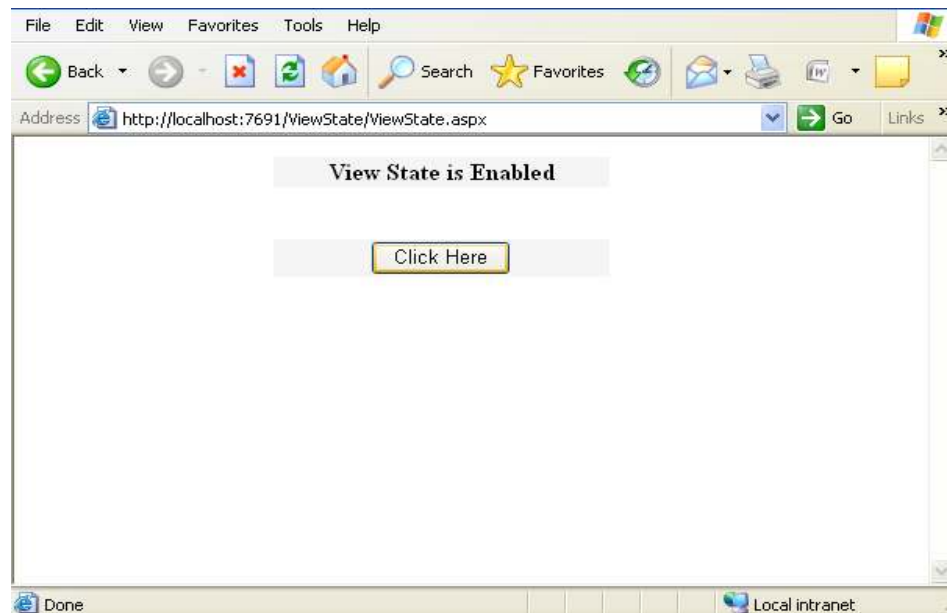 File Edit View Favorites Tools Help
Back Search Favorites
Address http://localhost:7691/ViewState/ViewState.aspx Go Links
View State is Enabled
Click Here
Done Local intranet